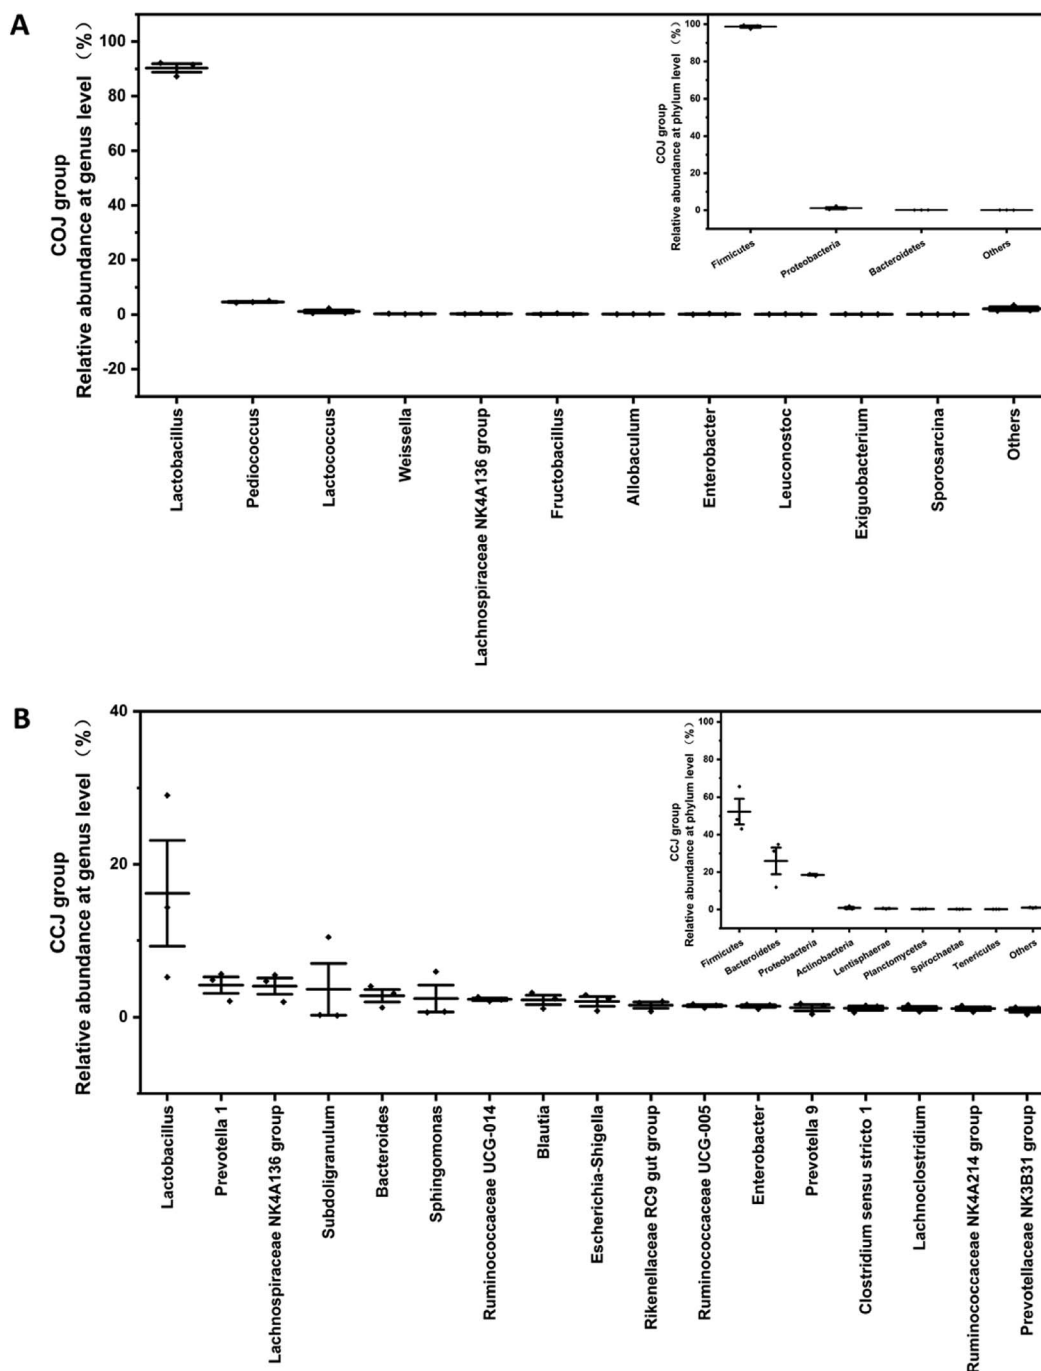 A
COJ group
Relative abundance at genus level（%）
100
80
60
40
20
0
-20
Lactobacillus
Pediococcus
Lactococcus
Weissella
Lachnospiraceae NK4A136 group
Fructobacillus
Allobaculum
Enterobacter
Leuconostoc
Exiguobacterium
Sporosarcina
Others
COJ group
Relative abundance at phylum level（%）
100
80
60
40
20
0
Firmicutes
Proteobacteria
Bacteroidetes
Others
B
CCJ group
Relative abundance at genus level（%）
40
20
0
Lactobacillus
Prevotella 1
Lachnospiraceae NK4A136 group
Subdoligranulum
Bacteroides
Sphingomonas
Ruminococcaceae UCG-014
Blautia
Escherichia-Shigella
Rikenellaceae RC9 gut group
Ruminococcaceae UCG-005
Enterobacter
Prevotella 9
Clostridium sensu stricto 1
Lachnoclostridium
Ruminococcaceae NK4A214 group
Prevotellaceae NK3B31 group
CCJ group
Relative abundance at phylum level（%）
100
80
60
40
20
0
Firmicutes
Bacteroidetes
Proteobacteria
Actinobacteria
Lentisphaerae
Planctomycetes
Spirochaetae
Tenericutes
Others